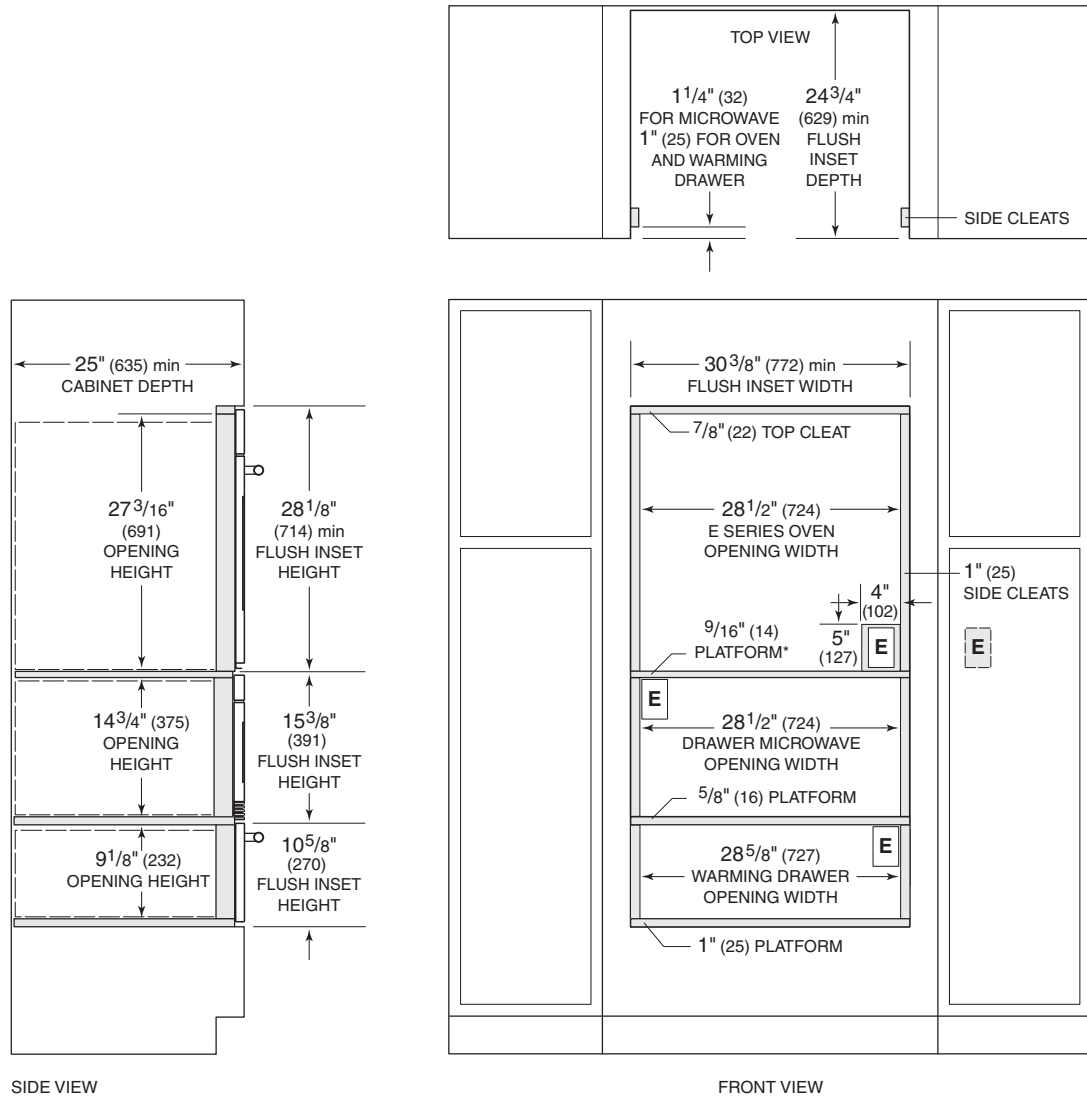 TOP VIEW
1 1/4" (32)
FOR MICROWAVE
1" (25) FOR OVEN
AND WARMING
DRAWER
24 3/4"
(629) min
FLUSH
INSET
DEPTH
SIDE CLEATS
25" (635) min
CABINET DEPTH
27 3/16"
(691)
OPENING
HEIGHT
28 1/8"
(714) min
FLUSH INSET
HEIGHT
14 3/4" (375)
OPENING
HEIGHT
15 3/8"
(391)
FLUSH INSET
HEIGHT
9 1/8" (232)
OPENING HEIGHT
10 5/8"
(270)
FLUSH INSET
HEIGHT
SIDE VIEW
30 3/8" (772) min
FLUSH INSET WIDTH
7/8" (22) TOP CLEAT
28 1/2" (724)
E SERIES OVEN
OPENING WIDTH
1" (25)
SIDE CLEATS
4"
(102)
9/16" (14)
PLATFORM*
5"
(127)
E
E
E
28 1/2" (724)
DRAWER MICROWAVE
OPENING WIDTH
5/8" (16) PLATFORM
E
28 5/8" (727)
WARMING DRAWER
OPENING WIDTH
1" (25) PLATFORM
FRONT VIEW